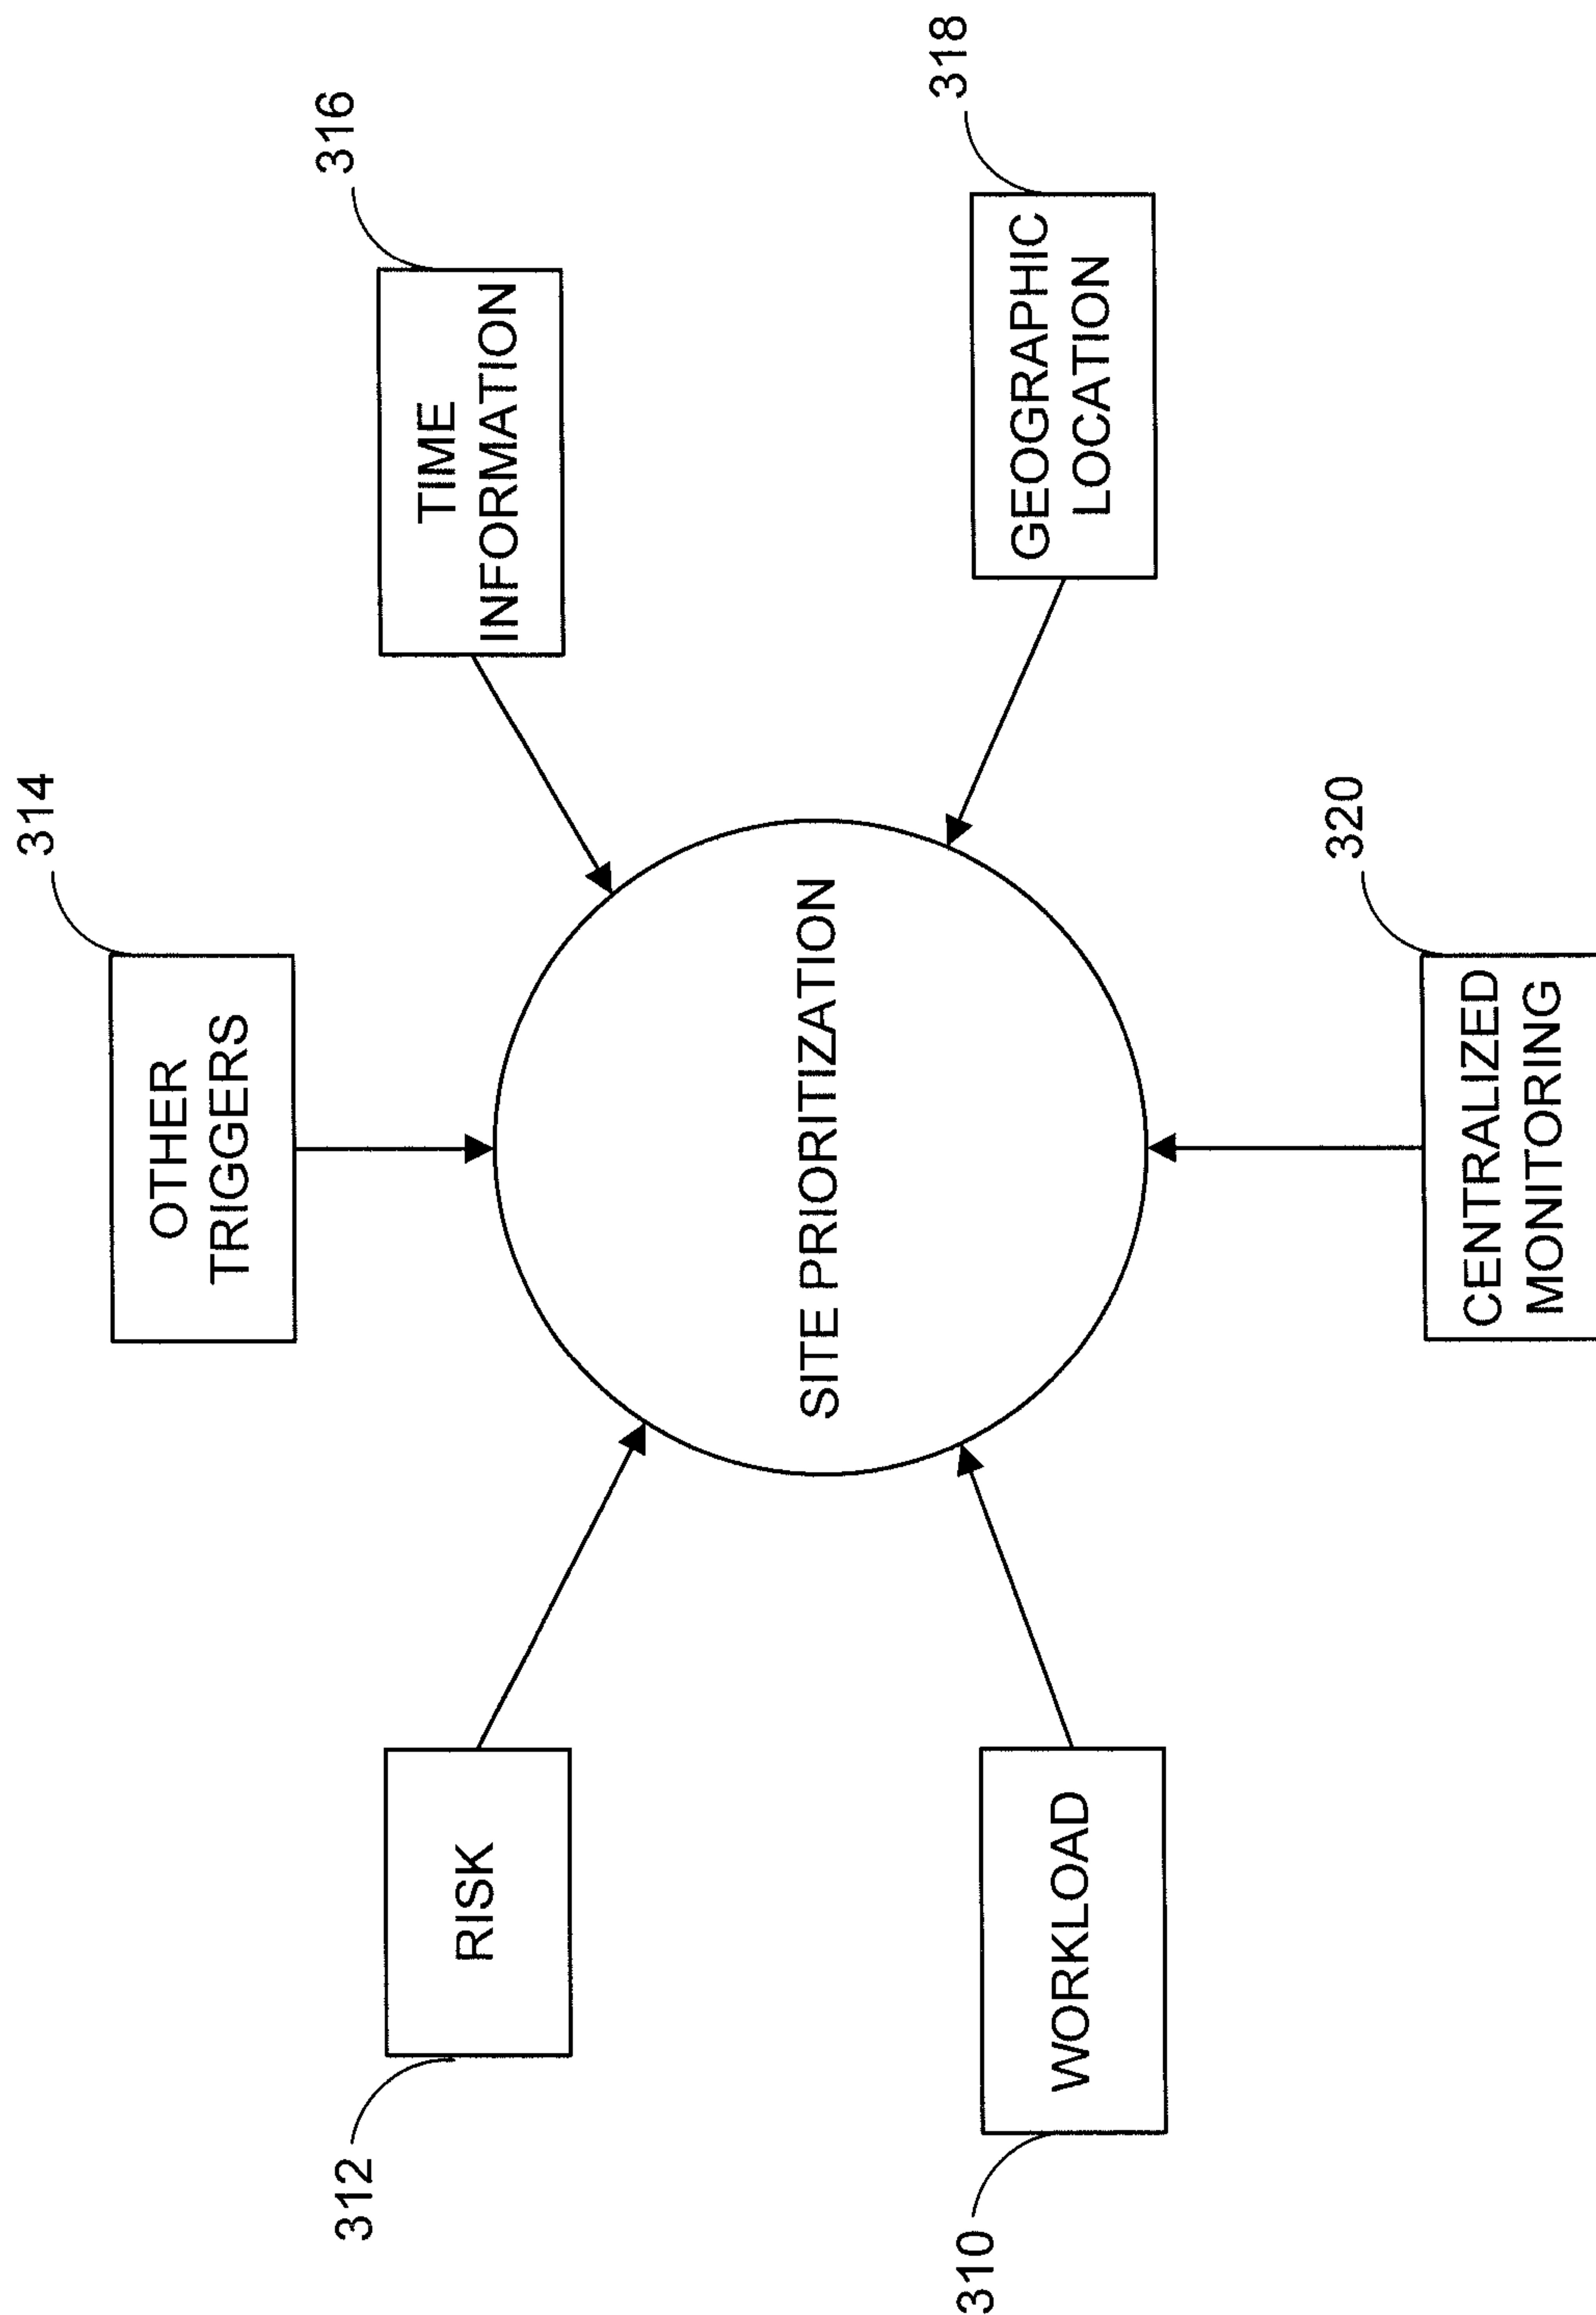 314
OTHER
TRIGGERS
312
RISK
316
TIME
INFORMATION
SITE PRIORITIZATION
310
WORKLOAD
318
GEOGRAPHIC
LOCATION
320
CENTRALIZED
MONITORING